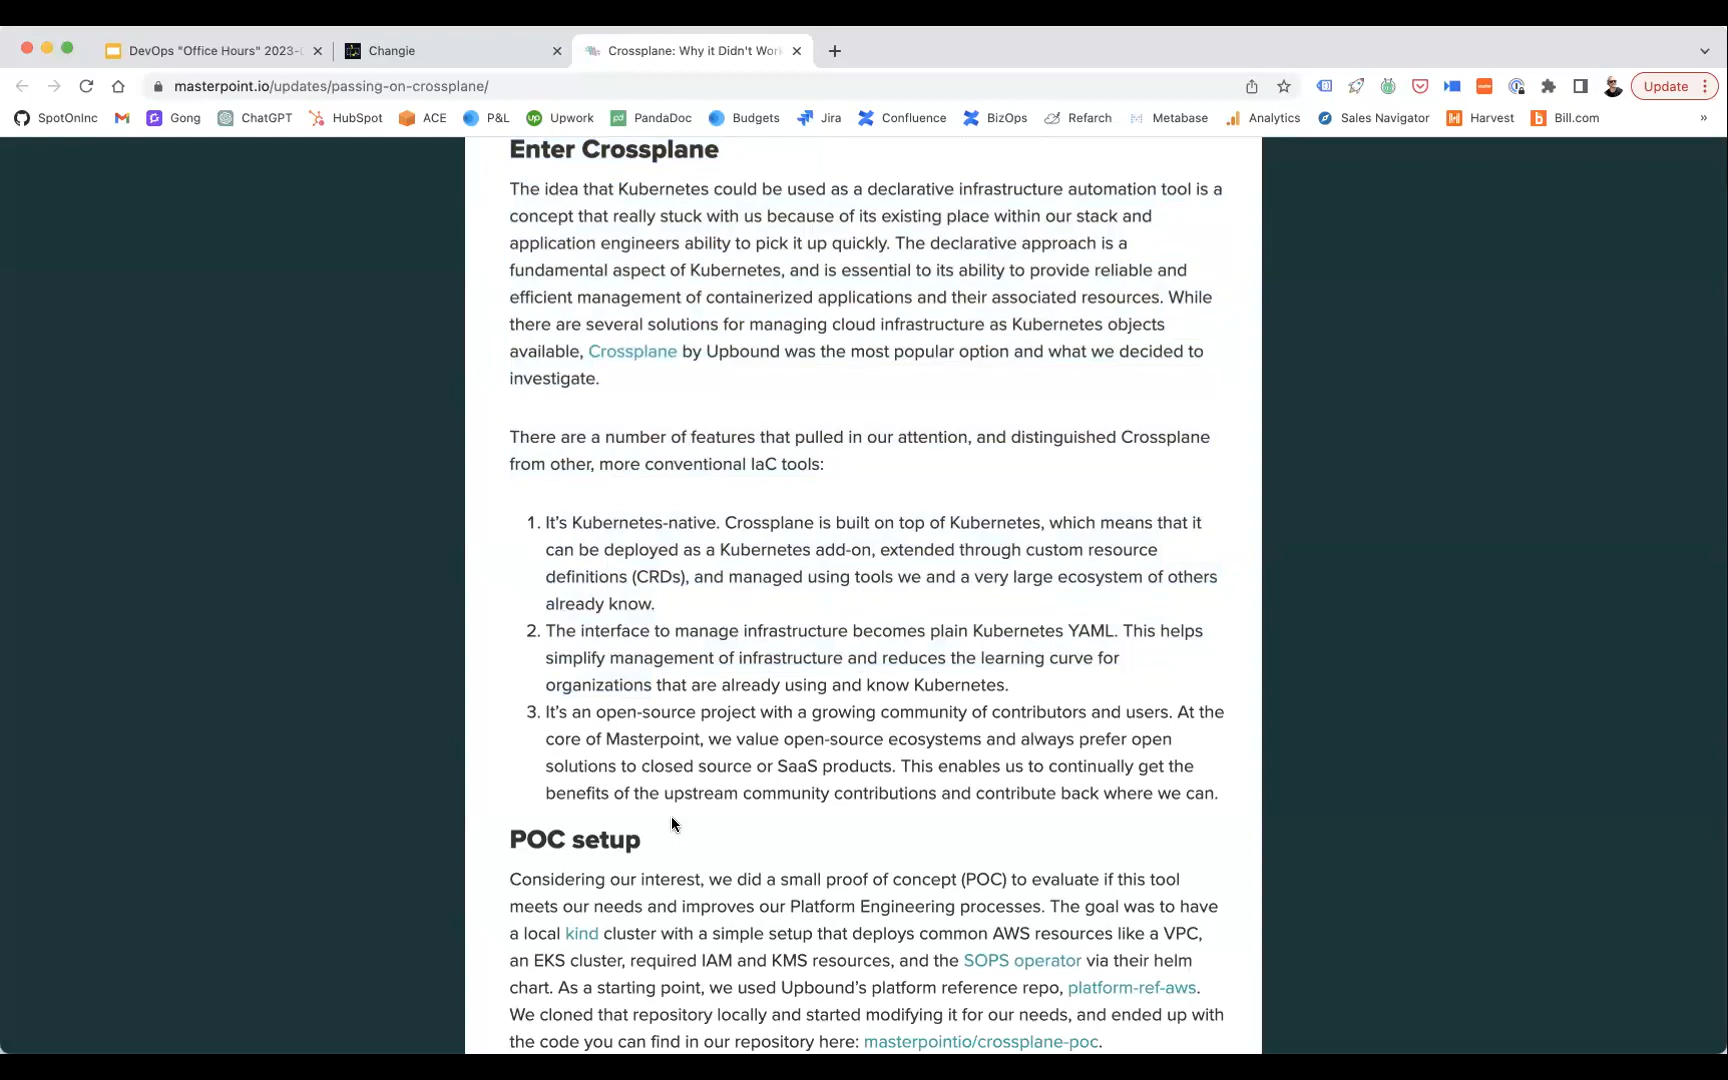 DevOps "Office Hours" 2023-
Changie
Crossplane: Why it Didn't Wor
masterpoint.io/updates/passing-on-crossplane/
Update
SpotOnInc
Gong
ChatGPT
HubSpot
ACE
P&L
Upwork
PandaDoc
Budgets
Jira
Confluence
BizOps
Refarch
Metabase
Analytics
Sales Navigator
Harvest
Bill.com
»
Enter Crossplane
The idea that Kubernetes could be used as a declarative infrastructure automation tool is a
concept that really stuck with us because of its existing place within our stack and
application engineers ability to pick it up quickly. The declarative approach is a
fundamental aspect of Kubernetes, and is essential to its ability to provide reliable and
efficient management of containerized applications and their associated resources. While
there are several solutions for managing cloud infrastructure as Kubernetes objects
available, Crossplane by Upbound was the most popular option and what we decided to
investigate.
There are a number of features that pulled in our attention, and distinguished Crossplane
from other, more conventional IaC tools:
1. It's Kubernetes-native. Crossplane is built on top of Kubernetes, which means that it
can be deployed as a Kubernetes add-on, extended through custom resource
definitions (CRDs), and managed using tools we and a very large ecosystem of others
already know.
2. The interface to manage infrastructure becomes plain Kubernetes YAML. This helps
simplify management of infrastructure and reduces the learning curve for
organizations that are already using and know Kubernetes.
3. It's an open-source project with a growing community of contributors and users. At the
core of Masterpoint, we value open-source ecosystems and always prefer open
solutions to closed source or SaaS products. This enables us to continually get the
benefits of the upstream community contributions and contribute back where we can.
POC setup
Considering our interest, we did a small proof of concept (POC) to evaluate if this tool
meets our needs and improves our Platform Engineering processes. The goal was to have
a local kind cluster with a simple setup that deploys common AWS resources like a VPC,
an EKS cluster, required IAM and KMS resources, and the SOPS operator via their helm
chart. As a starting point, we used Upbound's platform reference repo, platform-ref-aws.
We cloned that repository locally and started modifying it for our needs, and ended up with
the code you can find in our repository here: masterpointio/crossplane-poc.